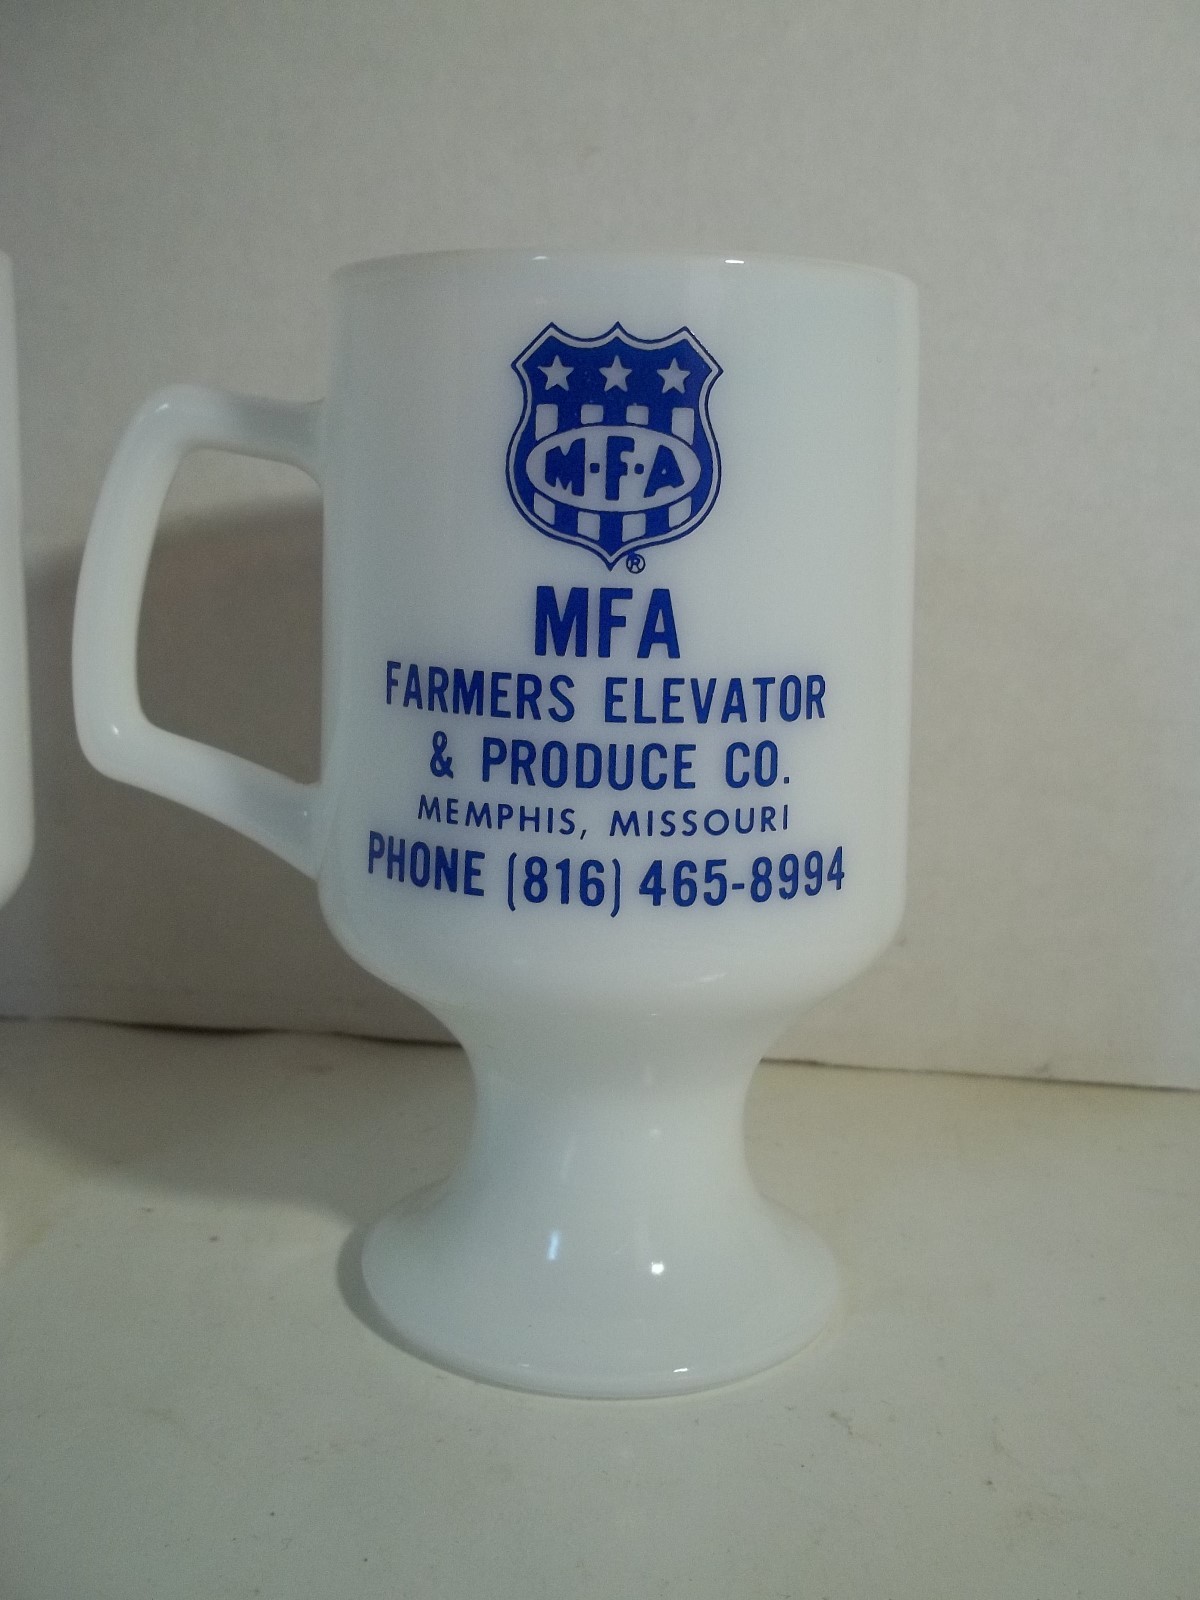 M·F·A
®
MFA
FARMERS ELEVATOR
& PRODUCE CO.
MEMPHIS, MISSOURI
PHONE (816) 465-8994